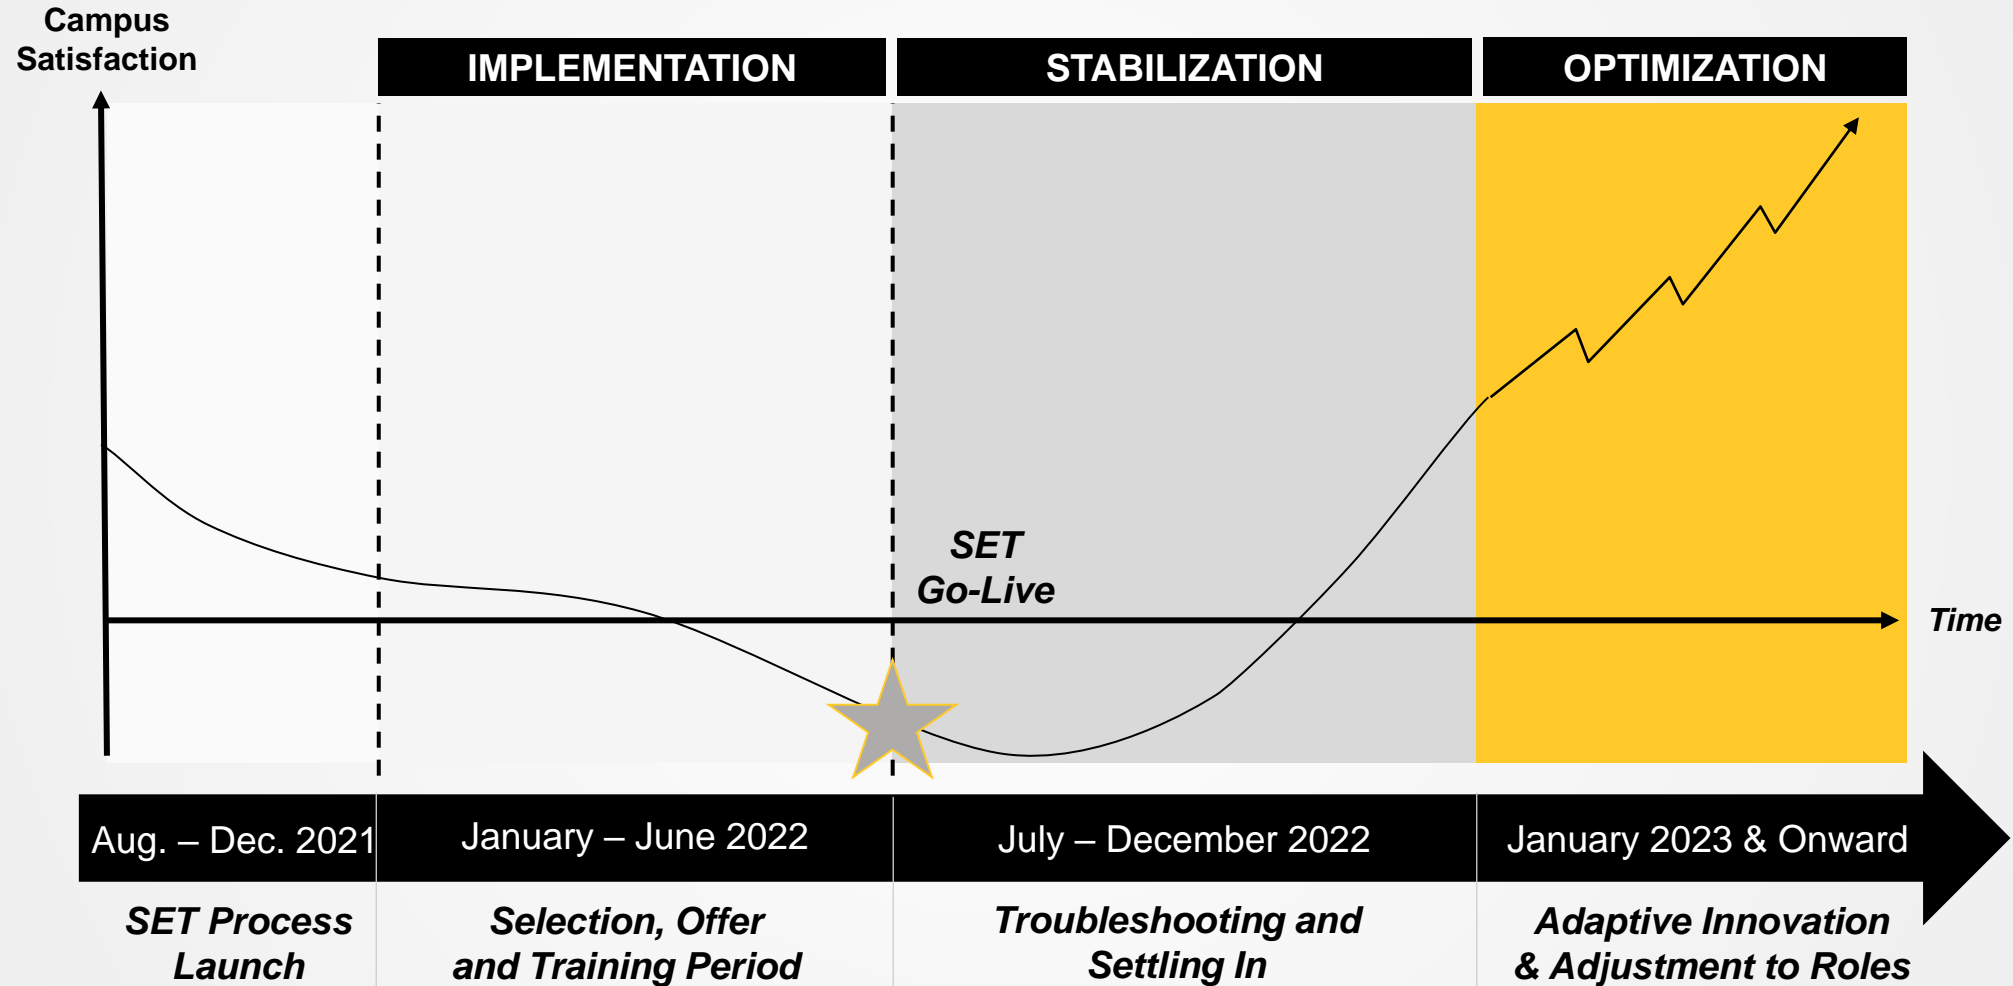 Campus
Satisfaction
IMPLEMENTATION
STABILIZATION
OPTIMIZATION
SET
Go-Live
Time
Aug. – Dec. 2021
January – June 2022
July – December 2022
January 2023 & Onward
SET Process
Launch
Selection, Offer
and Training Period
Troubleshooting and
Settling In
Adaptive Innovation
& Adjustment to Roles